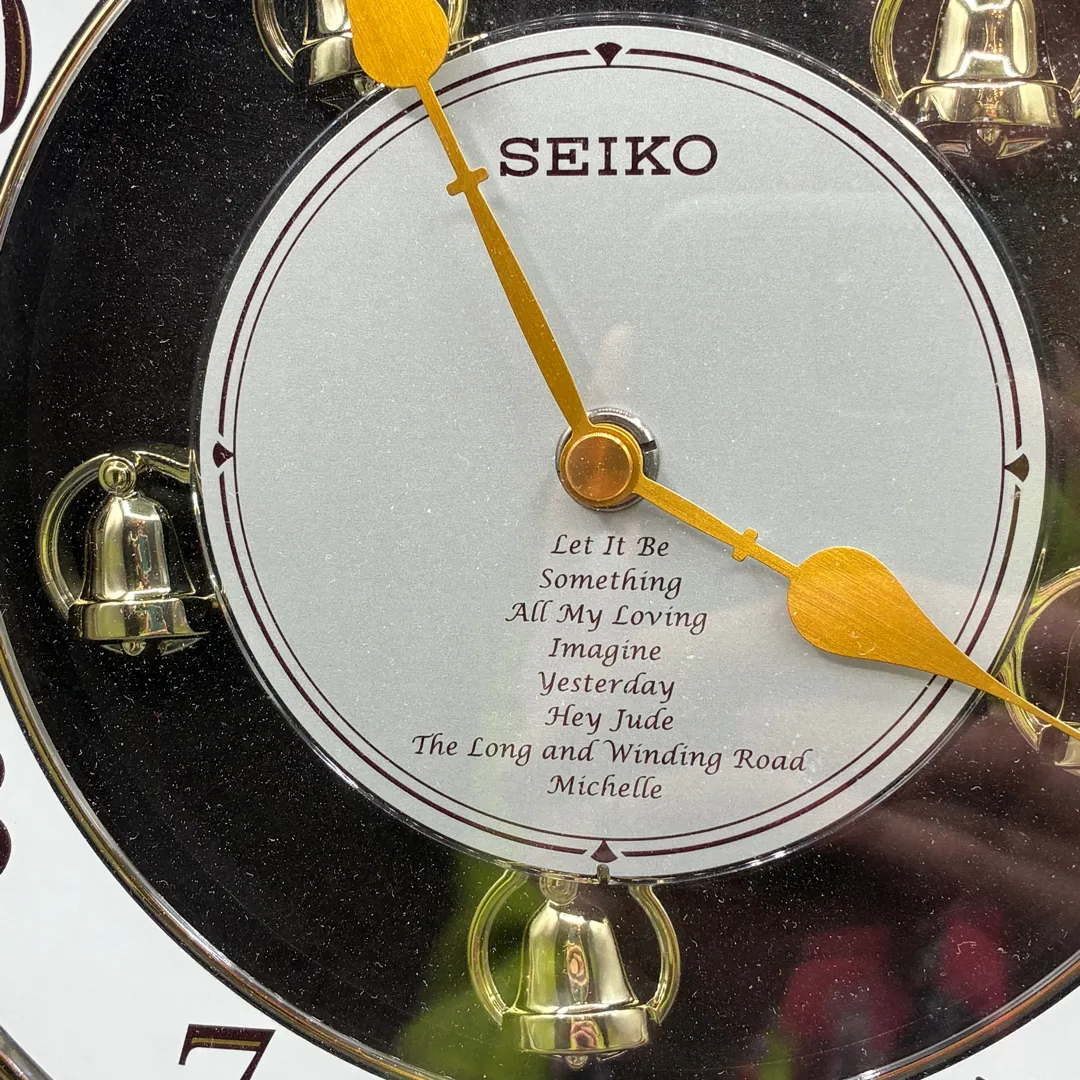 SEIKO
Let It Be
Something
All My Loving
Imagine
Yesterday
Hey Jude
The Long and Winding Road
Michelle
7